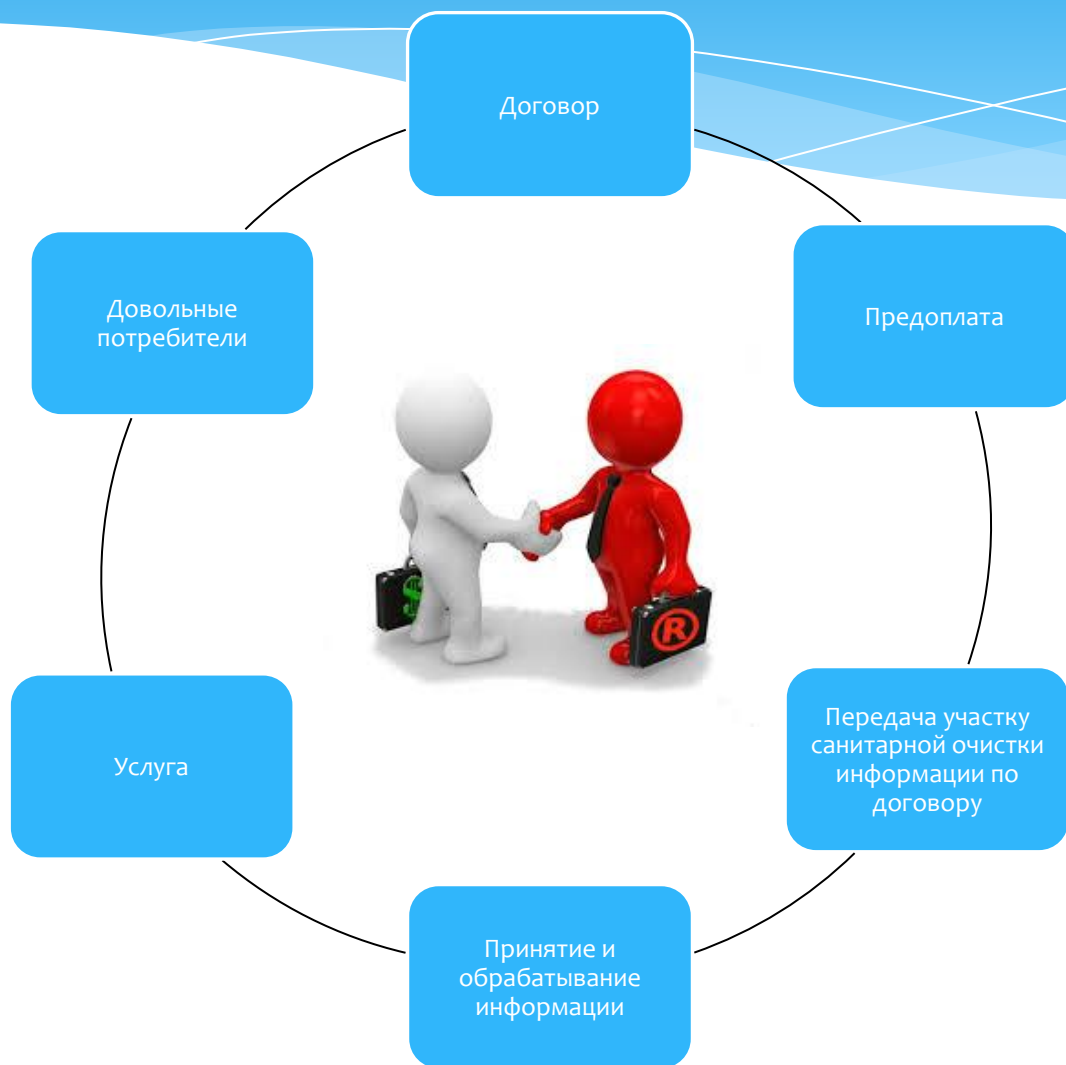 Договор
Предоплата
Передача участку
санитарной очистки
информации по
договору
Принятие и
обрабатывание
информации
Услуга
Довольные
потребители
$
®